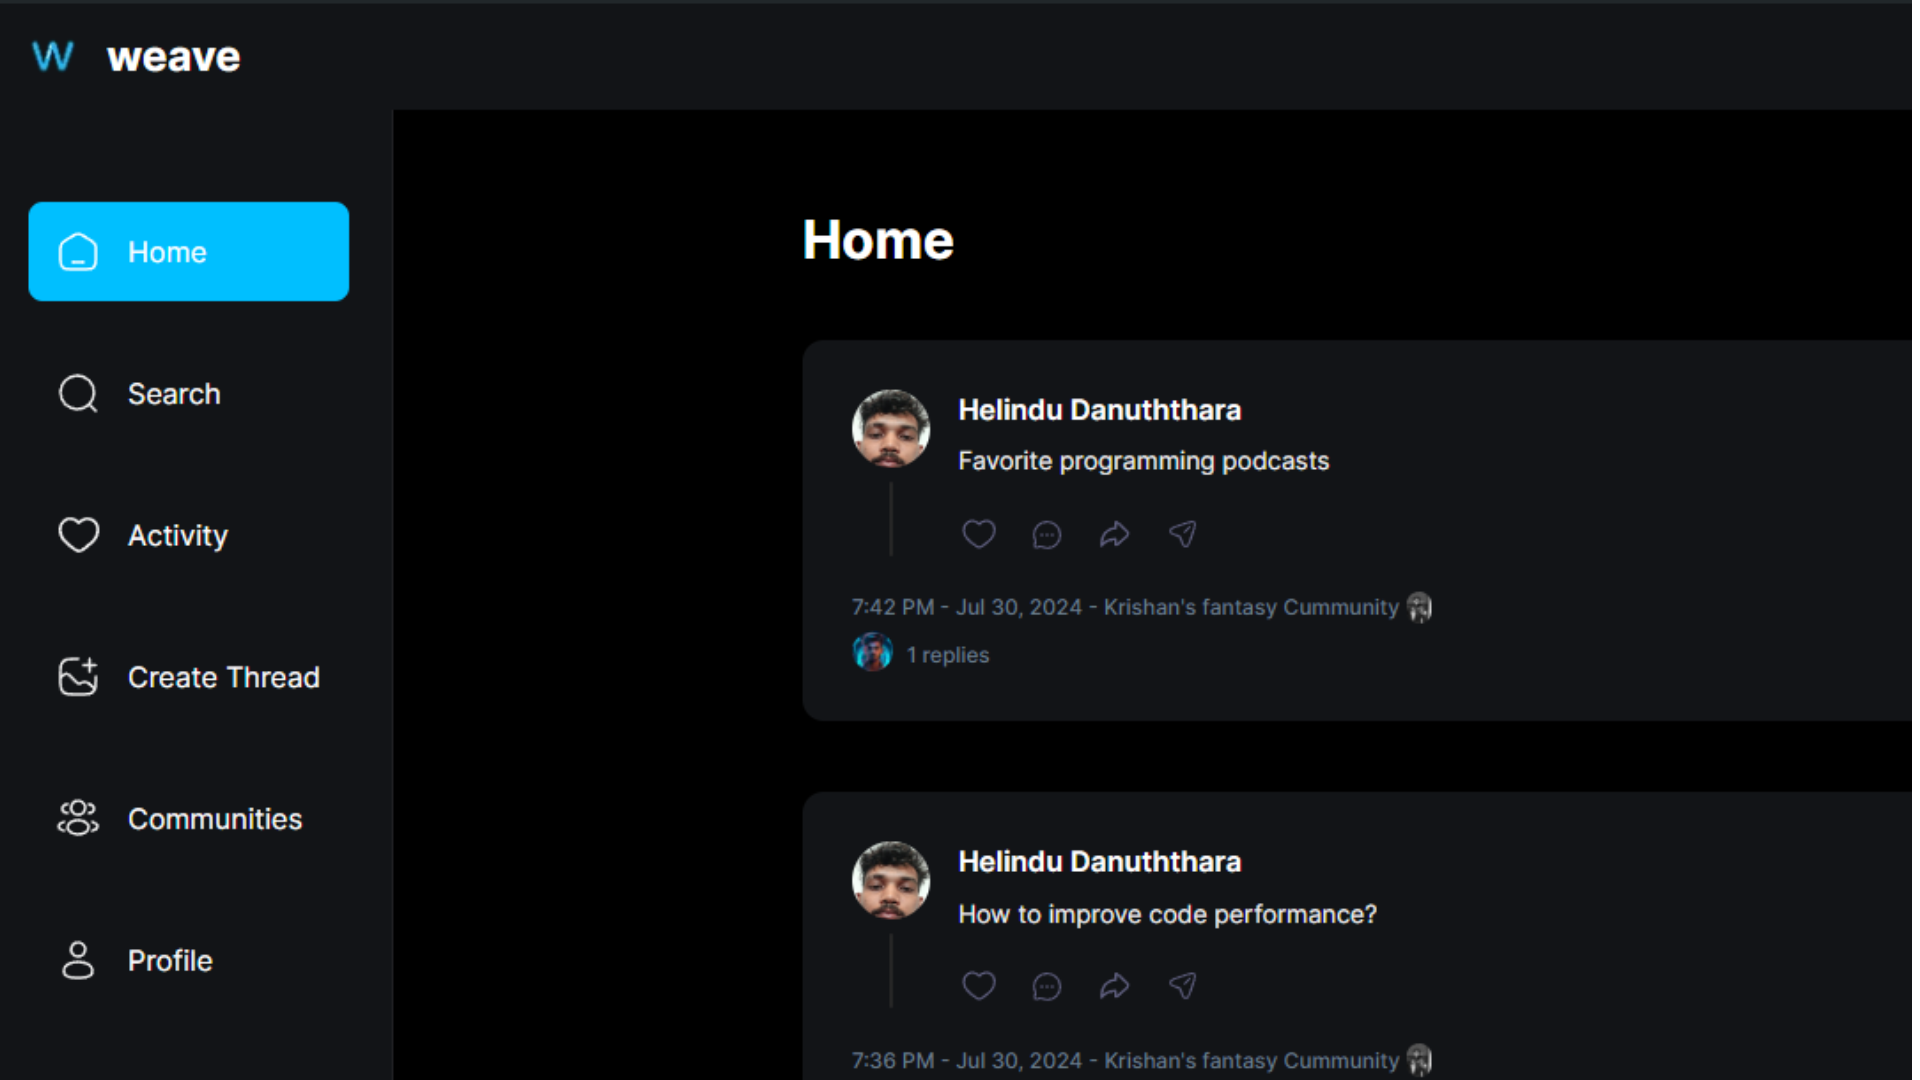 W weave
Home
Search
Activity
Create Thread
Communities
Profile
Home
Helindu Danuththara
Favorite programming podcasts
7:42 PM - Jul 30, 2024 - Krishan's fantasy Cummunity
1 replies
Helindu Danuththara
How to improve code performance?
7:36 PM - Jul 30, 2024 - Krishan's fantasy Cummunity